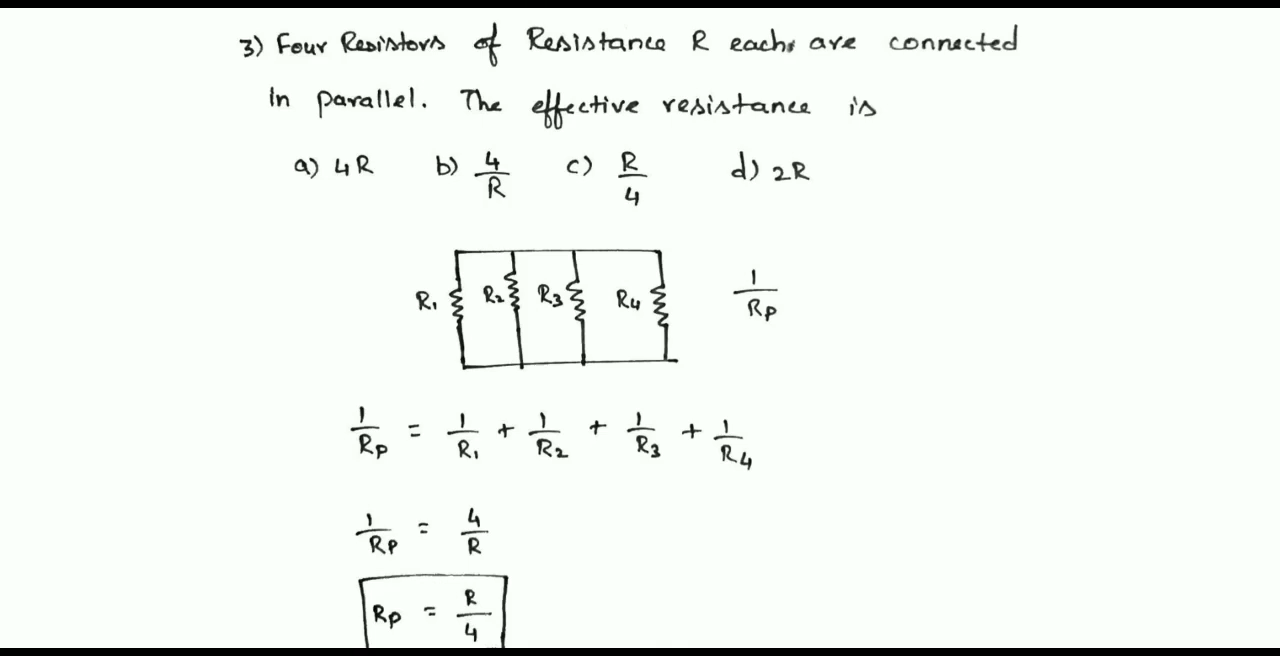 3) Four Resistors of Resistance R each are connected
In parallel. The effective resistance is
a) 4R b) 4/R c) R/4 d) 2R
R₁ R₂ R₃ R₄ 1/Rp
1/Rp = 1/R₁ + 1/R₂ + 1/R₃ + 1/R₄
1/Rp = 4/R
Rp = R/4